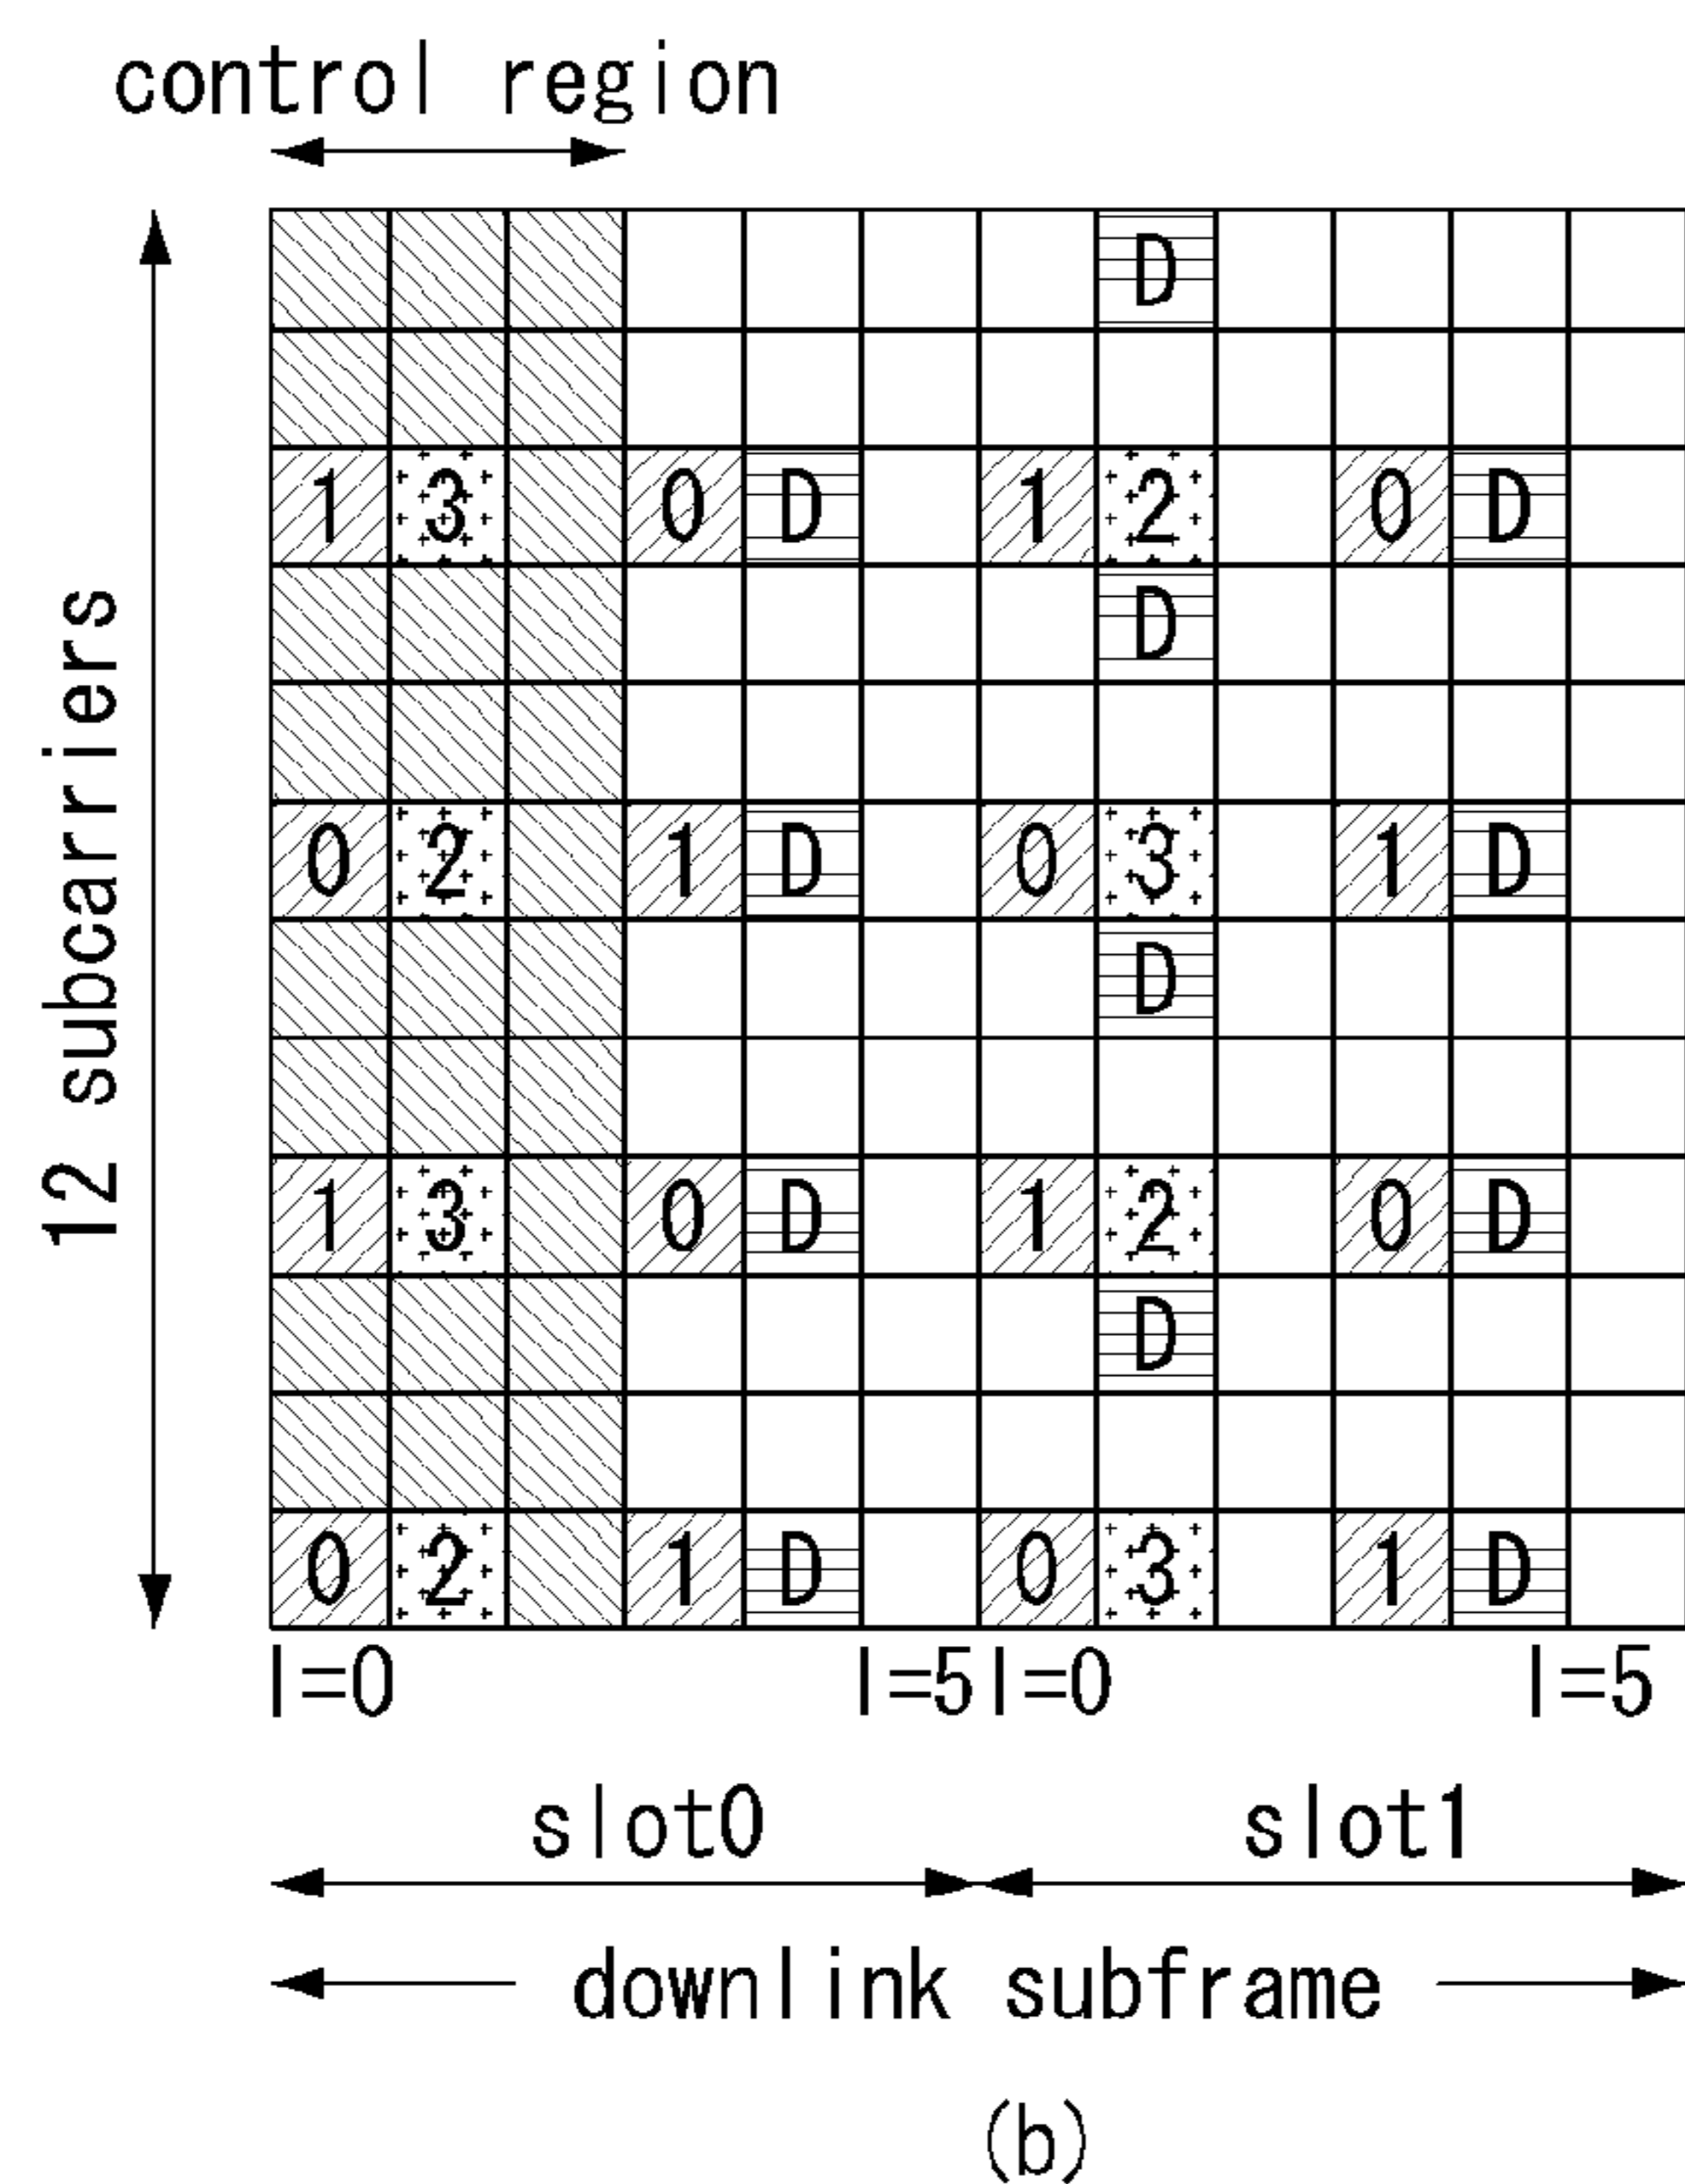 control region
12 subcarriers
D
1 3 0 D 1 2 0 D
D
0 2 1 D 0 3 1 D
D
1 3 0 D 1 2 0 D
D
0 2 1 D 0 3 1 D
l=0 l=5 l=0 l=5
slot0 slot1
downlink subframe
(b)